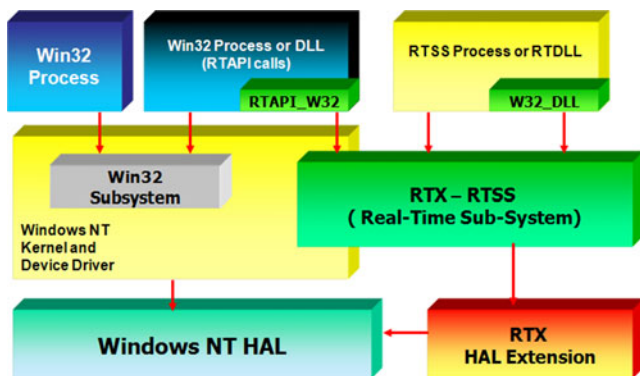 Win32
Process
Win32 Process or DLL
(RTAPI calls)
RTAPI_W32
RTSS Process or RTDLL
W32_DLL
Win32
Subsystem
Windows NT
Kernel and
Device Driver
RTX – RTSS
( Real-Time Sub-System)
Windows NT HAL
RTX
HAL Extension